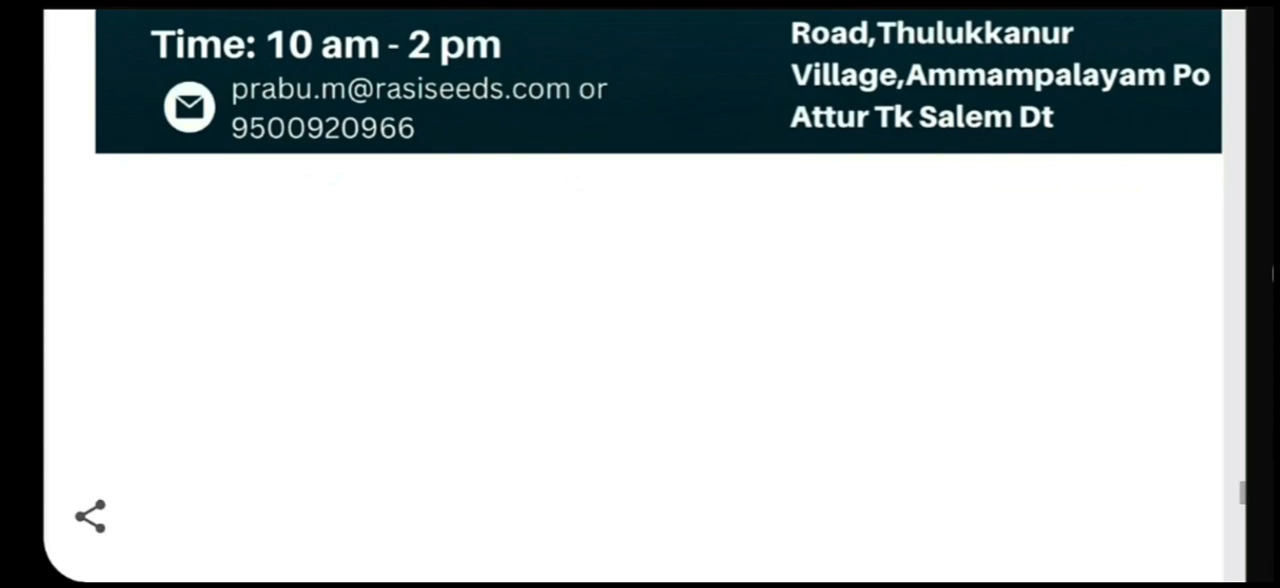 Time: 10 am - 2 pm
prabu.m@rasiseeds.com or
9500920966
Road,Thulukkanur
Village,Ammampalayam Po
Attur Tk Salem Dt